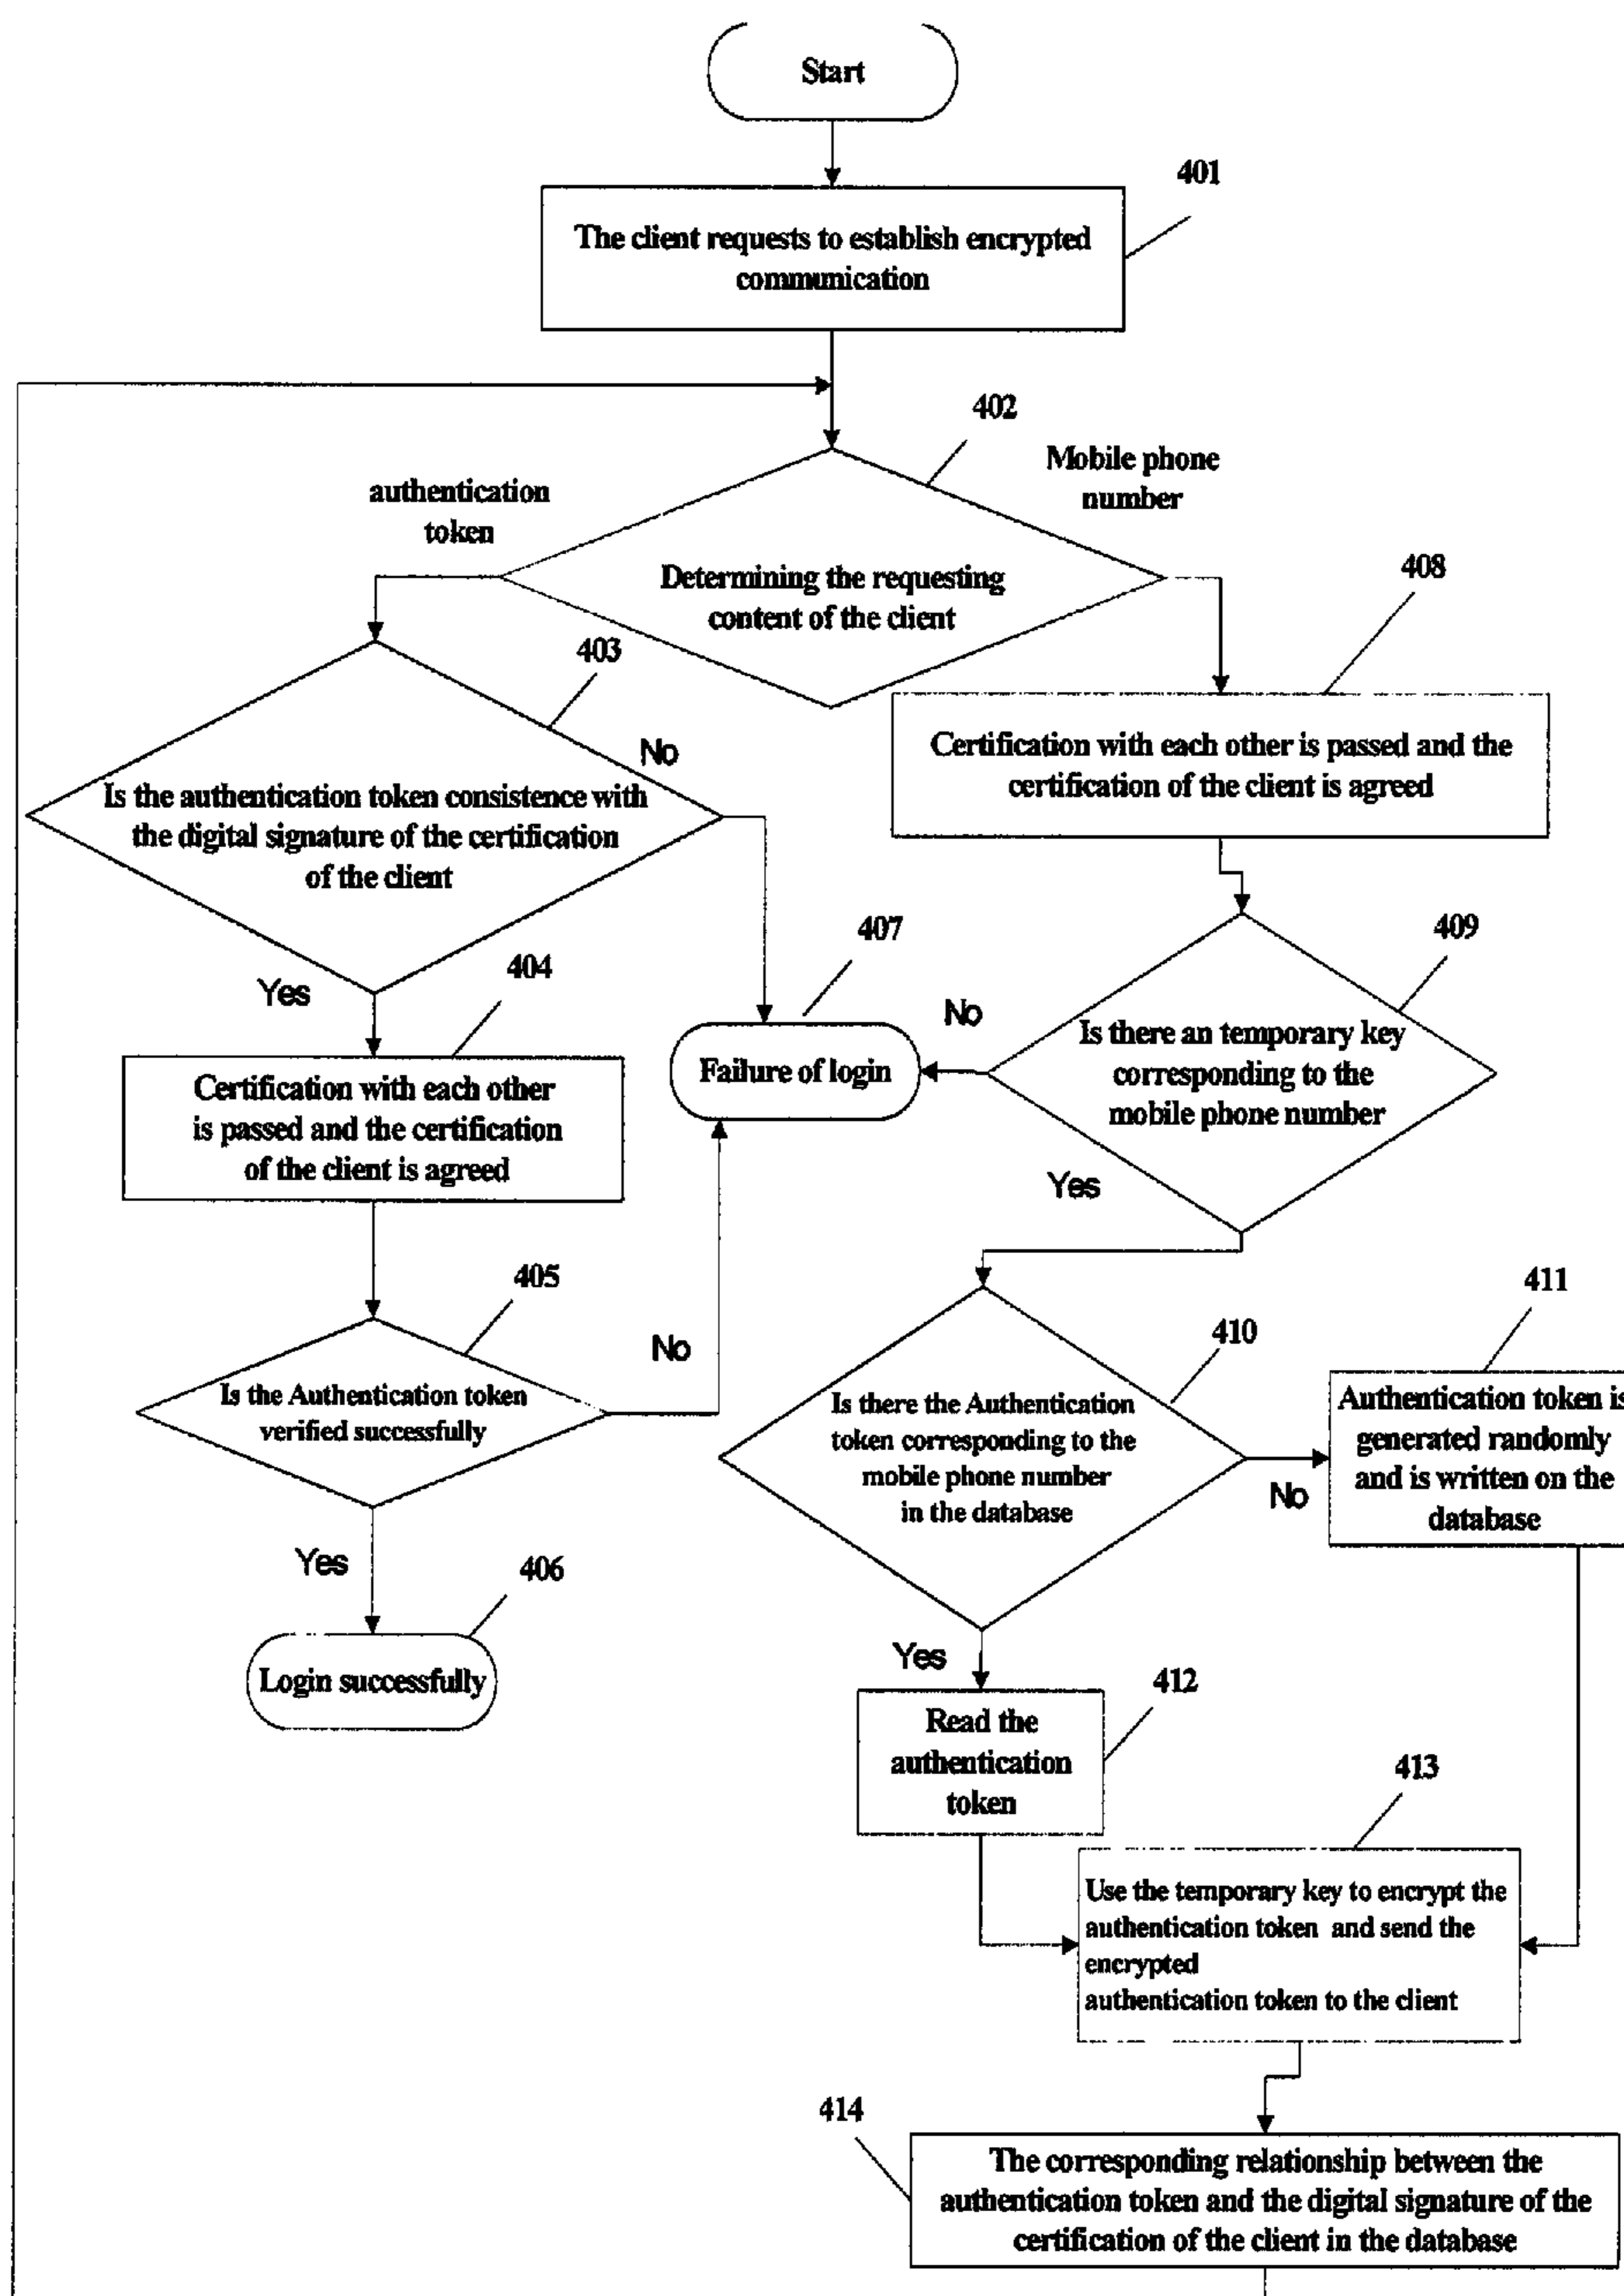 Start
401
The client requests to establish encrypted
communication
402
authentication
token
Mobile phone
number
Determining the requesting
content of the client
403
408
No
Is the authentication token consistence with
the digital signature of the certification
of the client
Certification with each other is passed and the
certification of the client is agreed
Yes
404
407
409
No
Failure of login
Is there an temporary key
corresponding to the
mobile phone number
Certification with each other
is passed and the certification
of the client is agreed
Yes
405
No
Is the Authentication token
verified successfully
410
411
Is there the Authentication
token corresponding to the
mobile phone number
in the database
No
Authentication token is
generated randomly
and is written on the
database
Yes
406
Login successfully
Yes
412
Read the
authentication
token
413
Use the temporary key to encrypt the
authentication token and send the
encrypted
authentication token to the client
414
The corresponding relationship between the
authentication token and the digital signature of the
certification of the client in the database